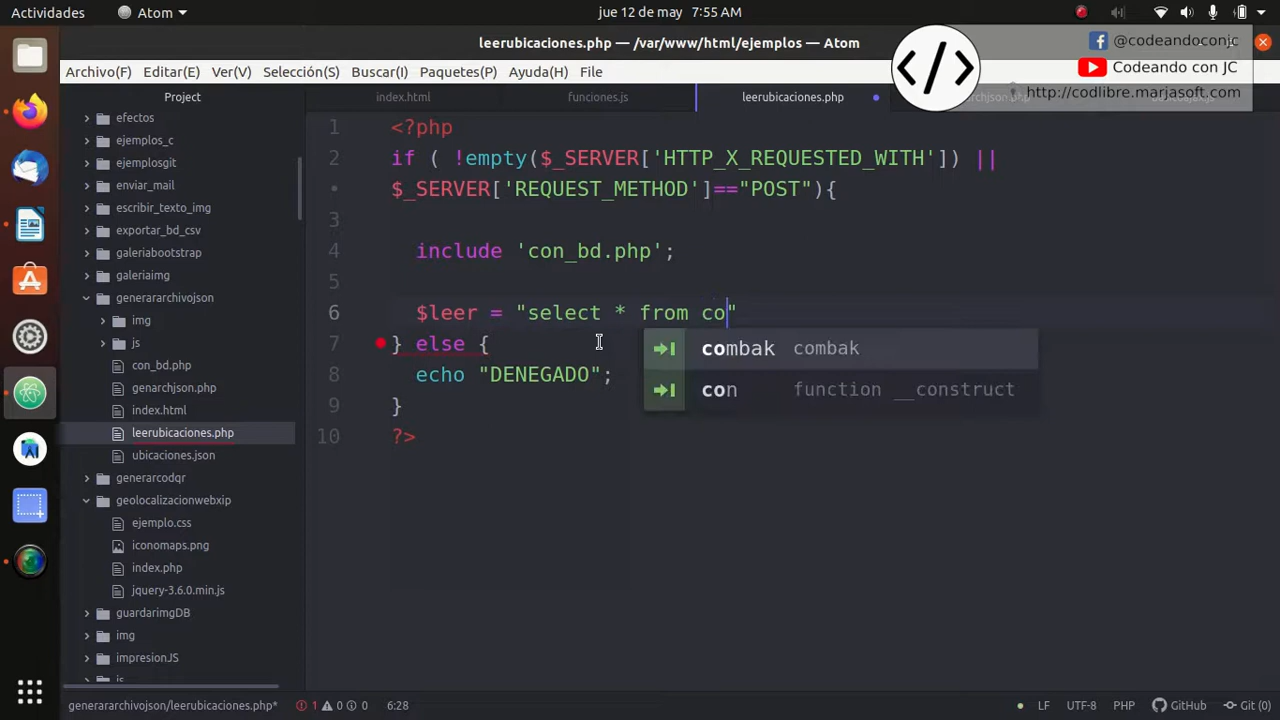 Actividades
Atom
jue 12 de may 7:55 AM
leerubicaciones.php — /var/www/html/ejemplos — Atom
@codeandoconjc
Codeando con JC
http://codlibre.marjasoft.com
Archivo(F) Editar(E) Ver(V) Selección(S) Buscar(I) Paquetes(P) Ayuda(H) File
Project
index.html
funciones.js
leerubicaciones.php
efectos
ejemplos_c
ejemplosgit
enviar_mail
escribir_texto_img
exportar_bd_csv
galeriabootstrap
galeriaimg
generararchivojson
img
js
con_bd.php
genarchjson.php
index.html
leerubicaciones.php
ubicaciones.json
generarcodqr
geolocalizacionwebxip
ejemplo.css
iconomaps.png
index.php
jquery-3.6.0.min.js
guardarimgDB
img
impresionJS
js
1 <?php
2 if ( !empty($_SERVER['HTTP_X_REQUESTED_WITH']) ||
• $_SERVER['REQUEST_METHOD']=="POST"){
3
4 include 'con_bd.php';
5
6 $leer = "select * from co"
7 } else {
8 echo "DENEGADO";
9 }
10 ?>
combak combak
con function __construct
generararchivojson/leerubicaciones.php* 1 0 0 6:28
LF UTF-8 PHP GitHub Git (0)